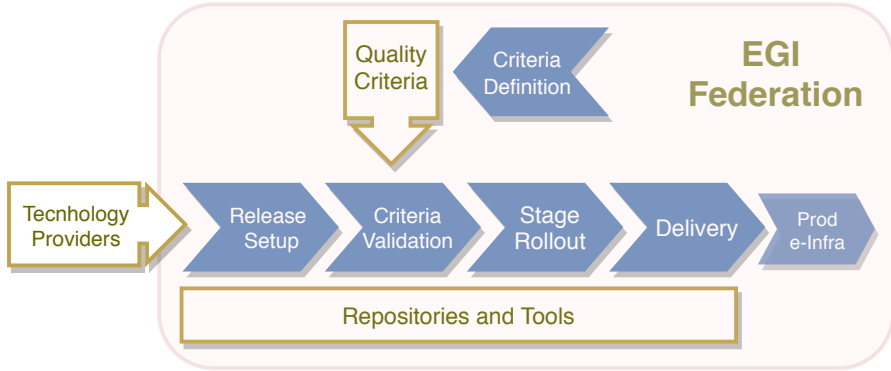 Quality
Criteria
Criteria
Definition
EGI
Federation
Tecnhology
Providers
Release
Setup
Criteria
Validation
Stage
Rollout
Delivery
Prod
e-Infra
Repositories and Tools